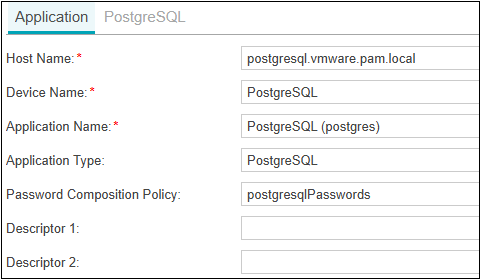 Application PostgreSQL
Host Name:* postgresql.vmware.pam.local
Device Name:* PostgreSQL
Application Name:* PostgreSQL (postgres)
Application Type: PostgreSQL
Password Composition Policy: postgresqlPasswords
Descriptor 1:
Descriptor 2: